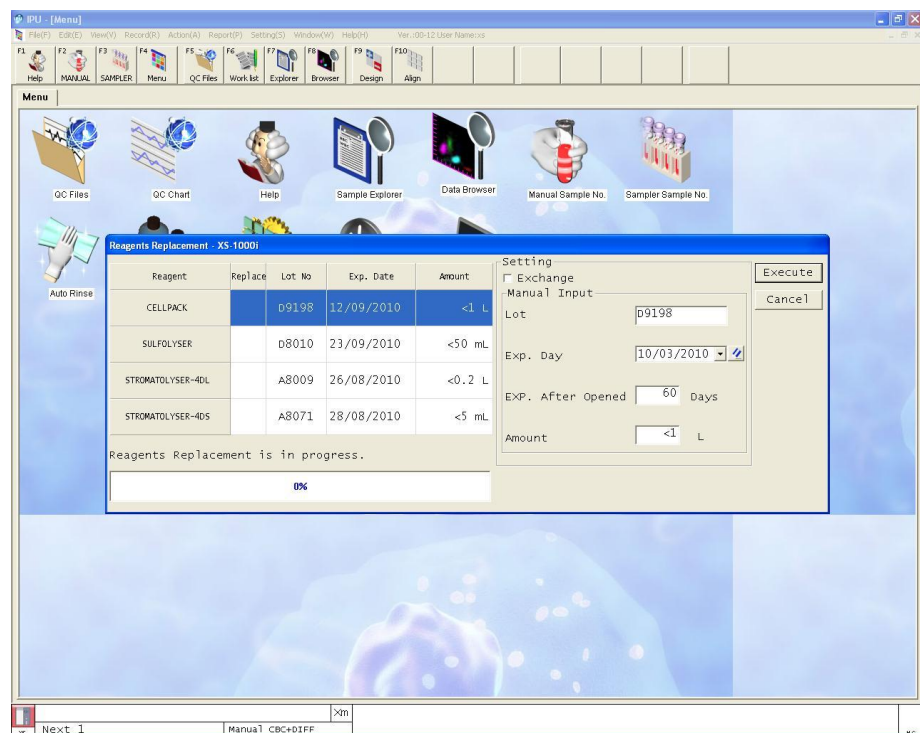 IPU - [Menu]
File(F) Edit(E) View(V) Record(R) Action(A) Report(P) Setting(S) Window(W) Help(H) Ver.:00-12 User Name:xs
F1 F2 F3 F4 F5 F6 F7 F8 F9 F10
Help MANUAL SAMPLER Menu QC Files Work list Explorer Browser Design Align
Menu
QC Files QC Chart Help Sample Explorer Data Browser Manual Sample No. Sampler Sample No.
Auto Rinse
Reagents Replacement - XS-1000i
Reagent Replace Lot No Exp. Date Amount
CELLPACK D9198 12/09/2010 <1 L
SULFOLYSER D8010 23/09/2010 <50 mL
STROMATOLYSER-4DL A8009 26/08/2010 <0.2 L
STROMATOLYSER-4DS A8071 28/08/2010 <5 mL
Reagents Replacement is in progress.
0%
Setting
Exchange
Manual Input
Lot D9198
Exp. Day 10/03/2010
EXP. After Opened 60 Days
Amount <1 L
Execute
Cancel
Xm
Next 1 Manual CBC+DIFF